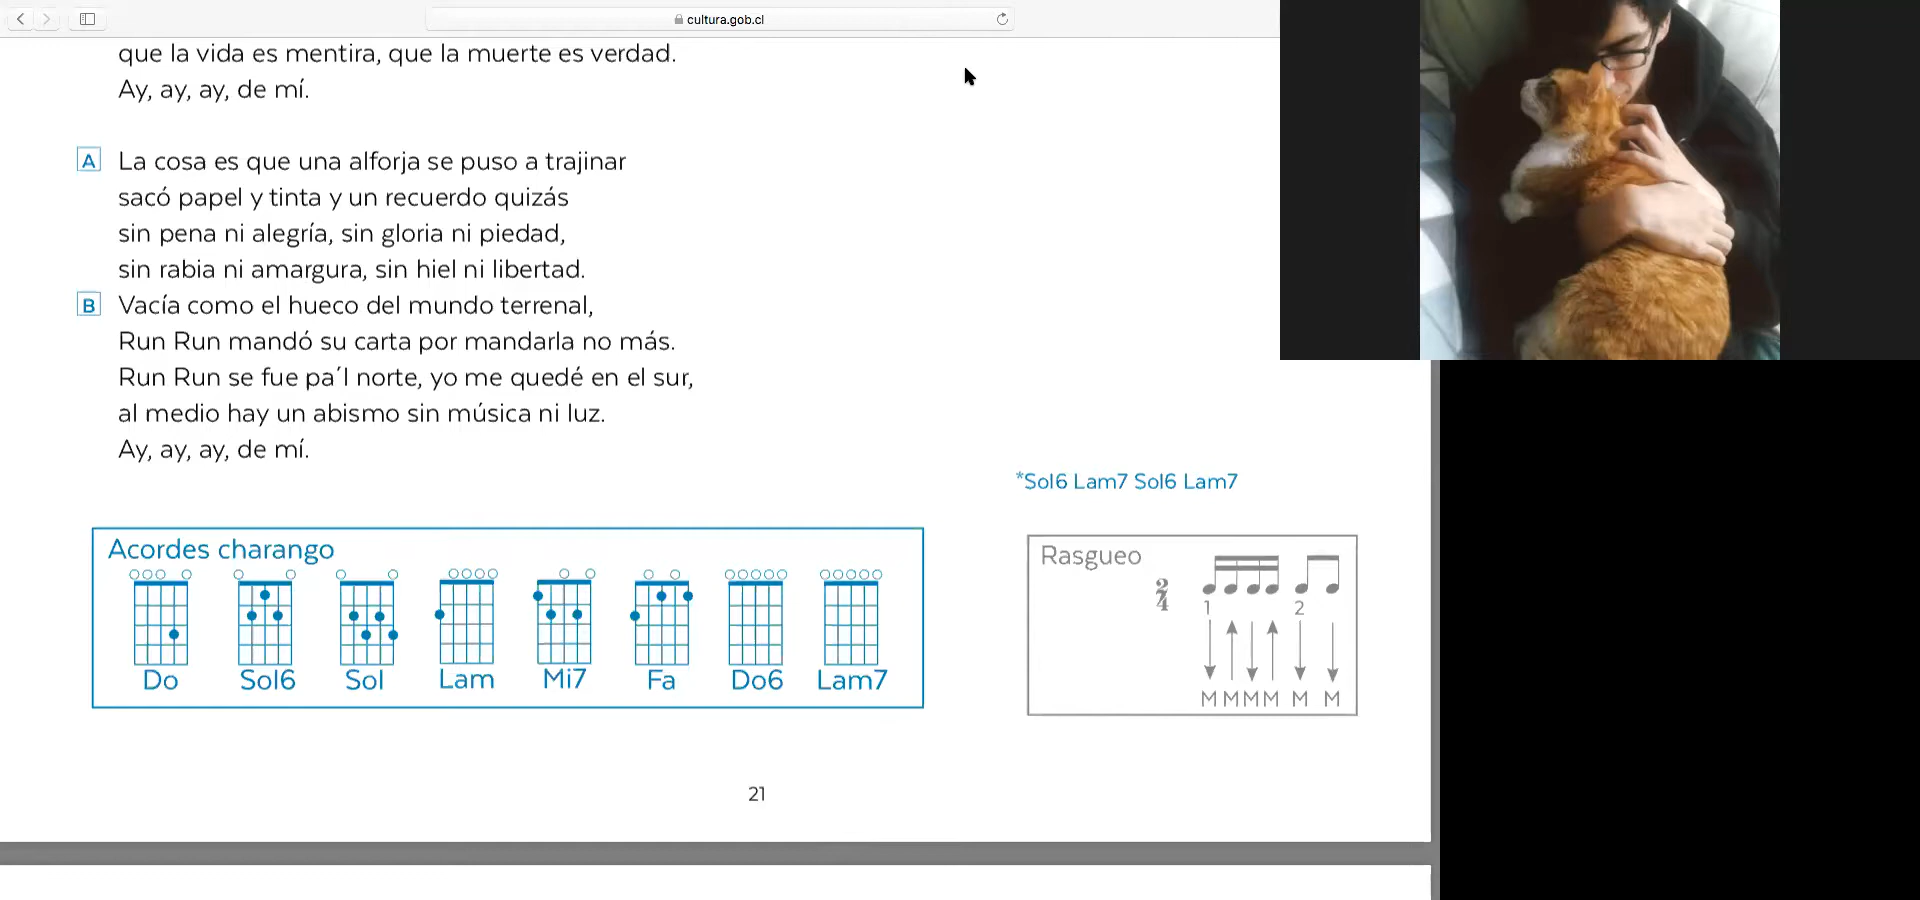 cultura.gob.cl
que la vida es mentira, que la muerte es verdad.
Ay, ay, ay, de mí.
A La cosa es que una alforja se puso a trajinar
sacó papel y tinta y un recuerdo quizás
sin pena ni alegría, sin gloria ni piedad,
sin rabia ni amargura, sin hiel ni libertad.
B Vacía como el hueco del mundo terrenal,
Run Run mandó su carta por mandarla no más.
Run Run se fue pa´l norte, yo me quedé en el sur,
al medio hay un abismo sin música ni luz.
Ay, ay, ay, de mí.
*Sol6 Lam7 Sol6 Lam7
Acordes charango
Do Sol6 Sol Lam Mi7 Fa Do6 Lam7
Rasgueo
2
4
1 2
M M M M M M
21